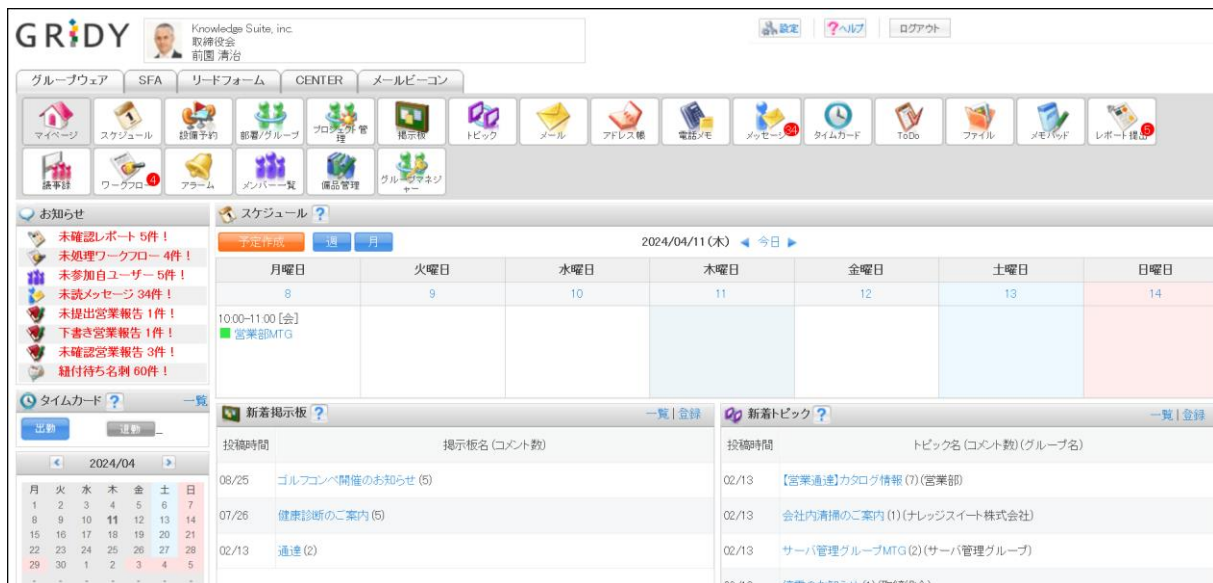 GRiDY
Knowledge Suite, inc.
取締役会
前園 清治
設定
?ヘルプ
ログアウト
グループウェア
SFA
リードフォーム
CENTER
メールビーコン
マイページ
スケジュール
設備予約
部署/グループ
プロジェクト管理
掲示板
トピック
メール
アドレス帳
電話メモ
メッセージ
34
タイムカード
ToDo
ファイル
メモパッド
レポート提出
5
議事録
ワークフロー
4
アラーム
メンバー一覧
備品管理
グループマネジャー
お知らせ
未確認レポート 5件！
未処理ワークフロー 4件！
未参加自ユーザー 5件！
未読メッセージ 34件！
未提出営業報告 1件！
下書き営業報告 1件！
未確認営業報告 3件！
紐付待ち名刺 60件！
タイムカード ?
一覧
出勤
退勤
--
2024/04
月 火 水 木 金 土 日
1 2 3 4 5 6 7
8 9 10 11 12 13 14
15 16 17 18 19 20 21
22 23 24 25 26 27 28
29 30 1 2 3 4 5
スケジュール ?
予定作成
週
月
2024/04/11(木) ◀ 今日 ▶
月曜日 火曜日 水曜日 木曜日 金曜日 土曜日 日曜日
8 9 10 11 12 13 14
10:00-11:00 [会]
営業部MTG
新着掲示板 ?
一覧 | 登録
投稿時間 掲示板名 (コメント数)
08/25 ゴルフコンペ開催のお知らせ (5)
07/26 健康診断のご案内 (5)
02/13 通達 (2)
新着トピック ?
一覧 | 登録
投稿時間 トピック名 (コメント数) (グループ名)
02/13 【営業通達】カタログ情報 (7) (営業部)
02/13 会社内清掃のご案内 (1) (ナレッジスイート株式会社)
02/13 サーバ管理グループMTG (2) (サーバ管理グループ)